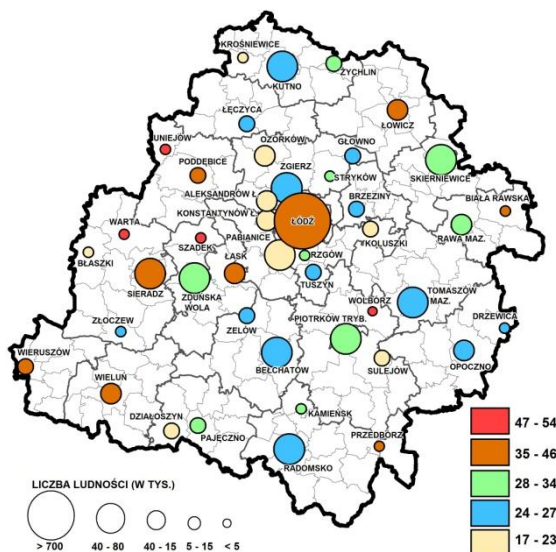 KROŚNIEWICE
ŻYCHLIN
KUTNO
ŁĘCZYCA
ŁOWICZ
UNIEJÓW
OZORKÓW
GŁOWNO
PODDĘBICE
ZGIERZ
STRYKÓW
SKIERNIEWICE
ALEKSANDRÓW Ł.
BRZEZINY
BIAŁA RAWSKA
KONSTANTYNÓW Ł.
ŁÓDŹ
WARTA
SZADEK
PABIANICE
KOLUSZKI
RAWA MAZ.
BŁASZKI
ŁASK
RZGÓW
SIERADZ
ZDUŃSKA
WOLA
TUSZYN
WOLBÓRZ
TOMASZÓW
MAZ.
ZŁOCZEW
ZELÓW
PIOTRKÓW TRYB.
DRZEWICA
WIERUSZÓW
BEŁCHATÓW
SULEJÓW
OPOCZNO
WIELUŃ
DZIAŁOSZYN
PAJĘCZNO
KAMIEŃSK
PRZEDBÓRZ
RADOMSKO
47 - 54
35 - 46
28 - 34
24 - 27
17 - 23
LICZBA LUDNOŚCI (W TYS.)
> 700 40 - 80 40 - 15 5 - 15 < 5